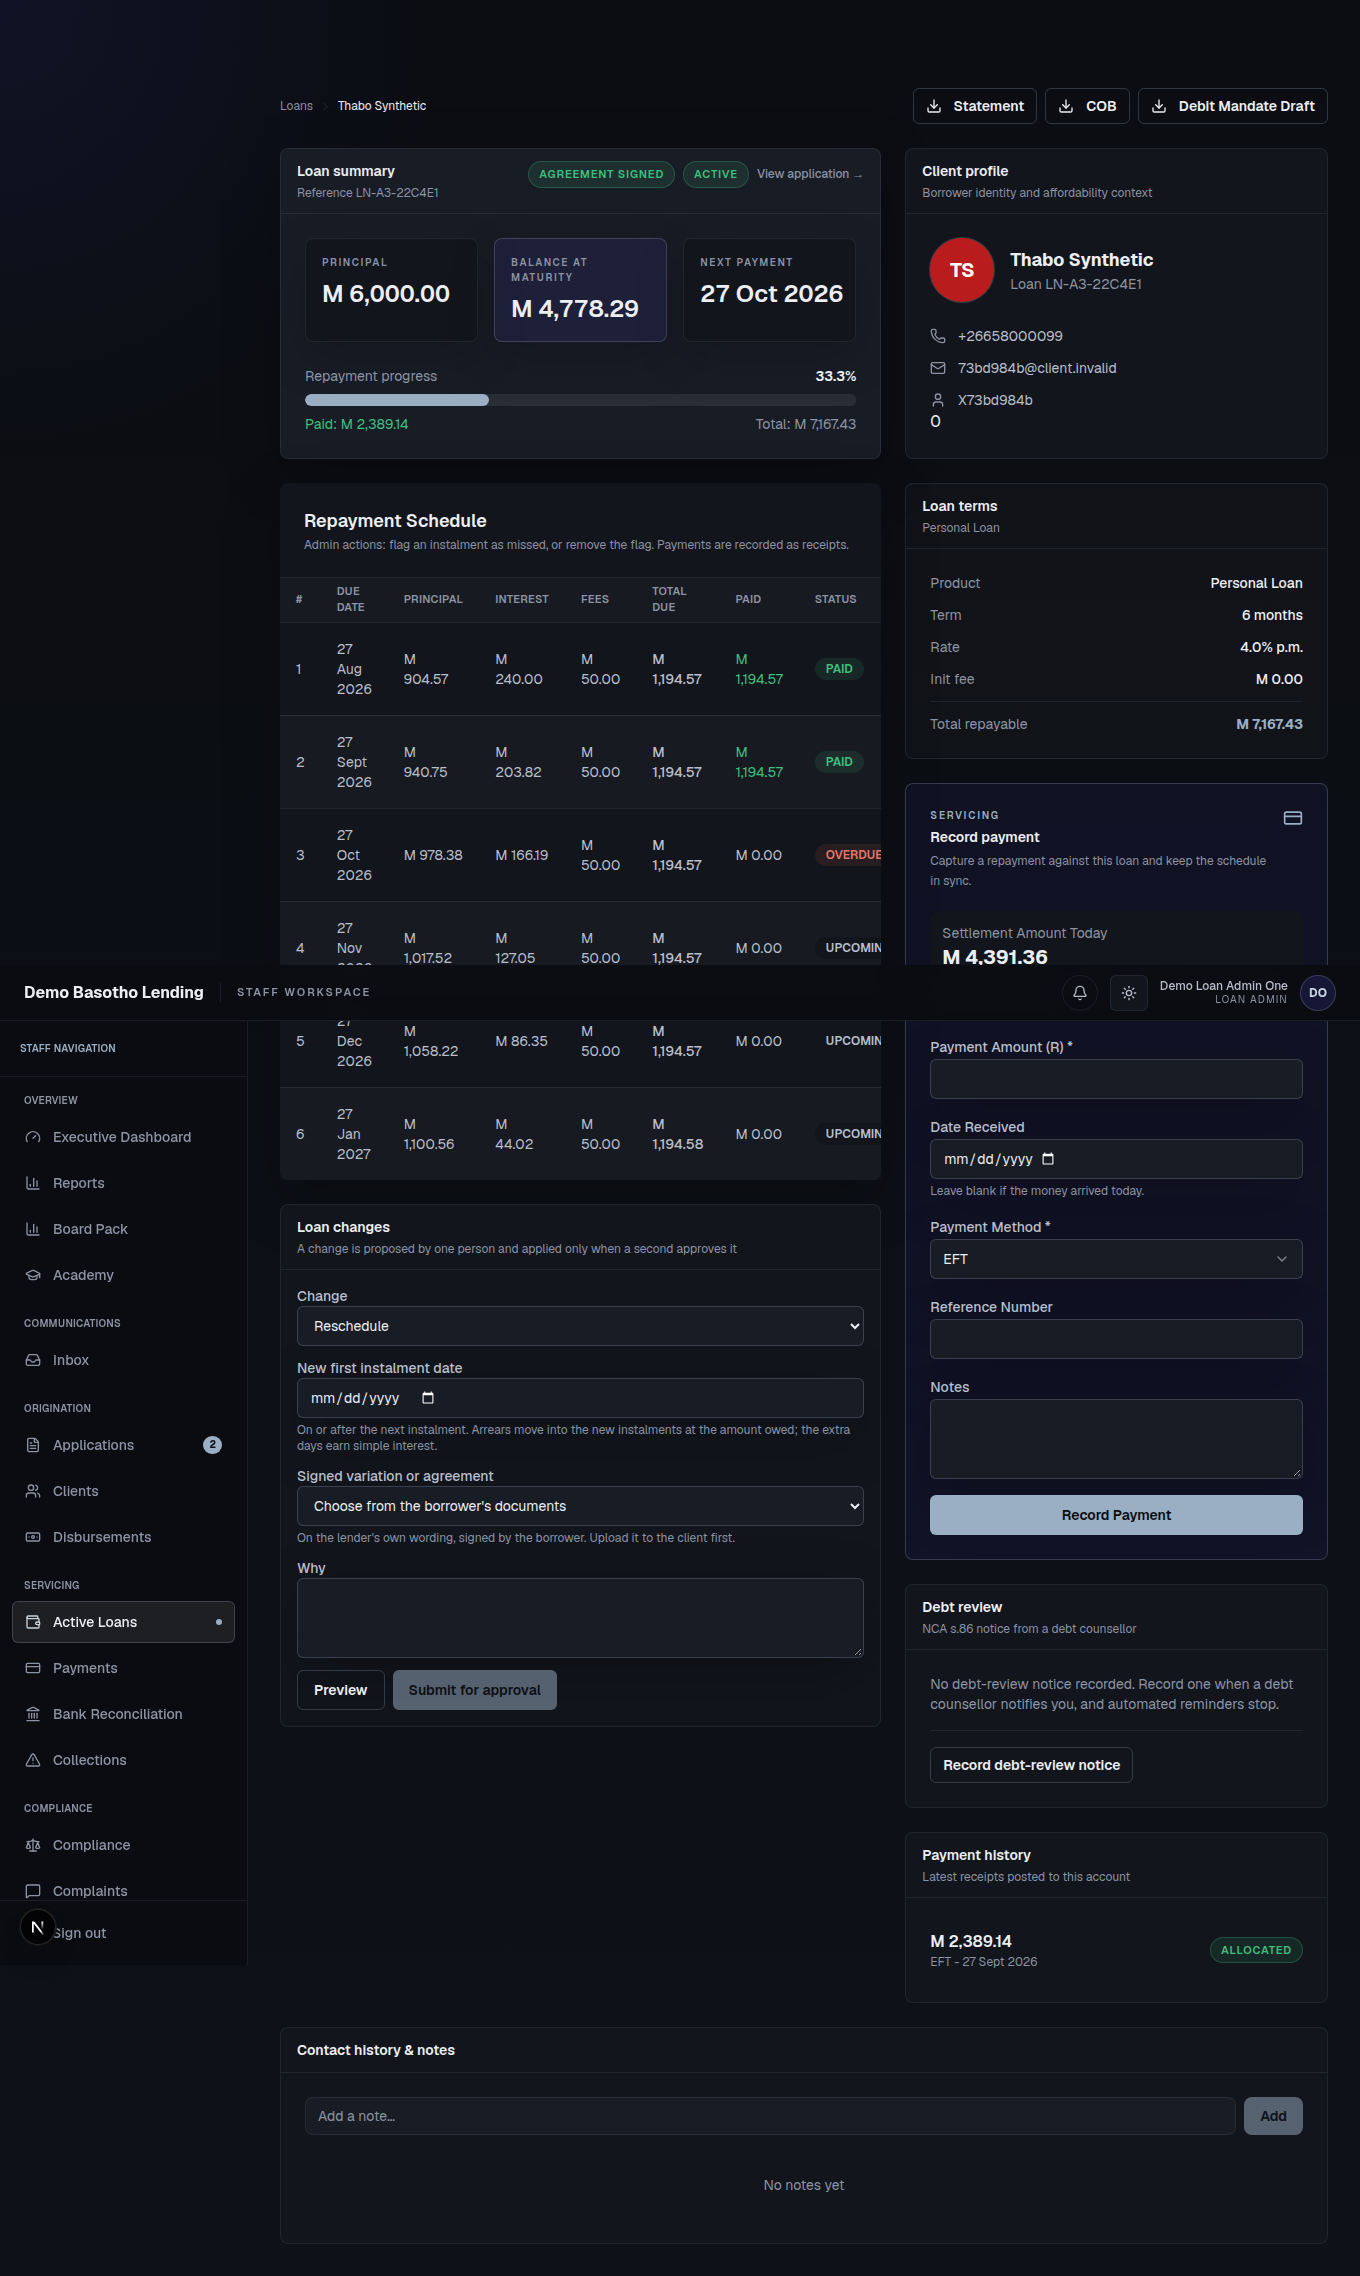 Loans › Thabo Synthetic
Statement
COB
Debit Mandate Draft
Loan summary
Reference LN-A3-22C4E1
AGREEMENT SIGNED
ACTIVE
View application →
PRINCIPAL
M 6,000.00
BALANCE AT
MATURITY
M 4,778.29
NEXT PAYMENT
27 Oct 2026
Repayment progress
33.3%
Paid: M 2,389.14
Total: M 7,167.43
Client profile
Borrower identity and affordability context
TS
Thabo Synthetic
Loan LN-A3-22C4E1
+26658000099
73bd984b@client.invalid
X73bd984b
0
Repayment Schedule
Admin actions: flag an instalment as missed, or remove the flag. Payments are recorded as receipts.
# DUE DATE PRINCIPAL INTEREST FEES TOTAL DUE PAID STATUS
1 27 Aug 2026 M 904.57 M 240.00 M 50.00 M 1,194.57 M 1,194.57 PAID
2 27 Sept 2026 M 940.75 M 203.82 M 50.00 M 1,194.57 M 1,194.57 PAID
3 27 Oct 2026 M 978.38 M 166.19 M 50.00 M 1,194.57 M 0.00 OVERDUE
4 27 Nov M 1,017.52 M 127.05 M 50.00 M 1,194.57 M 0.00 UPCOMIN
5 27 Dec 2026 M 1,058.22 M 86.35 M 50.00 M 1,194.57 M 0.00 UPCOMIN
6 27 Jan 2027 M 1,100.56 M 44.02 M 50.00 M 1,194.58 M 0.00 UPCOMIN
Loan terms
Personal Loan
Product Personal Loan
Term 6 months
Rate 4.0% p.m.
Init fee M 0.00
Total repayable M 7,167.43
SERVICING
Record payment
Capture a repayment against this loan and keep the schedule
in sync.
Settlement Amount Today
M 4,391.36
Demo Basotho Lending
STAFF WORKSPACE
Demo Loan Admin One
LOAN ADMIN
DO
STAFF NAVIGATION
OVERVIEW
Executive Dashboard
Reports
Board Pack
Academy
COMMUNICATIONS
Inbox
ORIGINATION
Applications 2
Clients
Disbursements
SERVICING
Active Loans
Payments
Bank Reconciliation
Collections
COMPLIANCE
Compliance
Complaints
N
Sign out
Payment Amount (R) *
Date Received
mm/dd/yyyy
Leave blank if the money arrived today.
Payment Method *
EFT
Reference Number
Notes
Record Payment
Loan changes
A change is proposed by one person and applied only when a second approves it
Change
Reschedule
New first instalment date
mm/dd/yyyy
On or after the next instalment. Arrears move into the new instalments at the amount owed; the extra
days earn simple interest.
Signed variation or agreement
Choose from the borrower's documents
On the lender's own wording, signed by the borrower. Upload it to the client first.
Why
Preview
Submit for approval
Debt review
NCA s.86 notice from a debt counsellor
No debt-review notice recorded. Record one when a debt
counsellor notifies you, and automated reminders stop.
Record debt-review notice
Payment history
Latest receipts posted to this account
M 2,389.14
EFT - 27 Sept 2026
ALLOCATED
Contact history & notes
Add a note...
Add
No notes yet